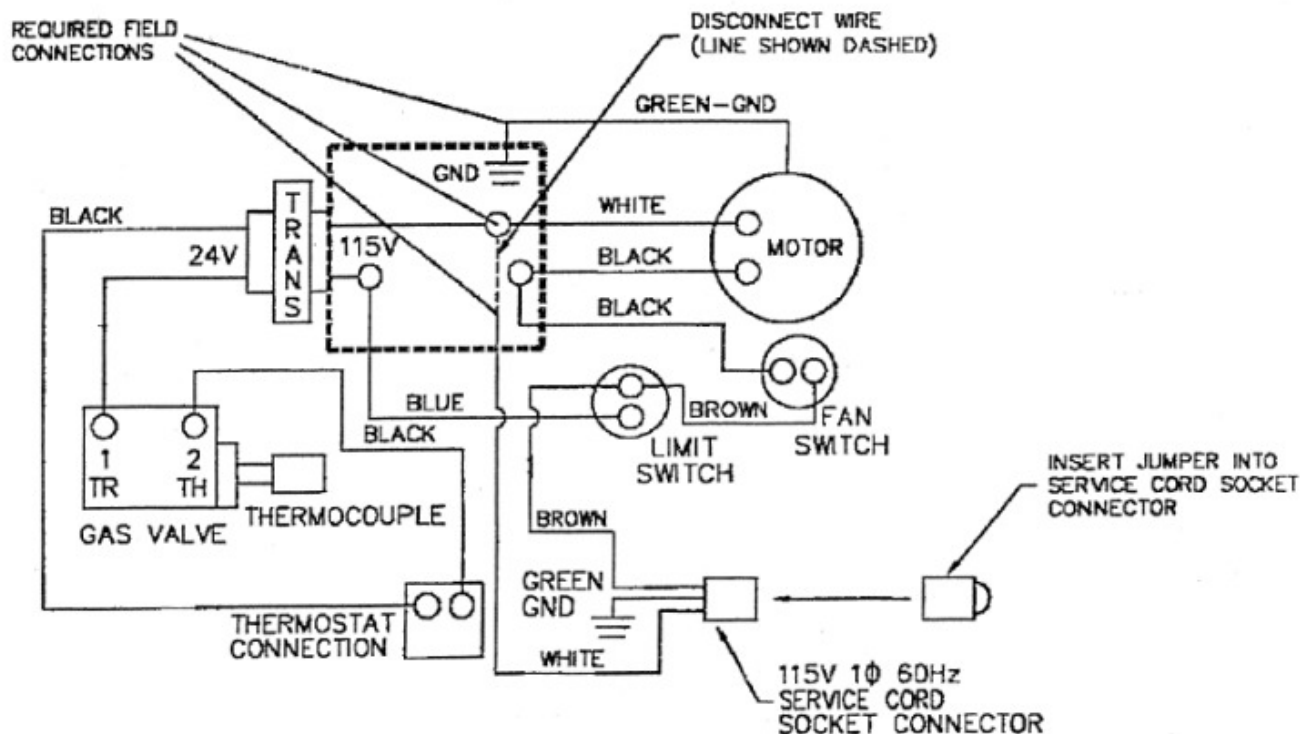 REQUIRED FIELD
CONNECTIONS
DISCONNECT WIRE
(LINE SHOWN DASHED)
GREEN-GND
GND
BLACK
TRANS
24V
115V
WHITE
MOTOR
BLACK
BLACK
BLUE
BROWN
FAN
SWITCH
LIMIT
SWITCH
BLACK
1
2
TR
TH
THERMOCOUPLE
GAS VALVE
INSERT JUMPER INTO
SERVICE CORD SOCKET
CONNECTOR
BROWN
GREEN
GND
THERMOSTAT
CONNECTION
WHITE
115V 1Φ 60Hz
SERVICE CORD
SOCKET CONNECTOR